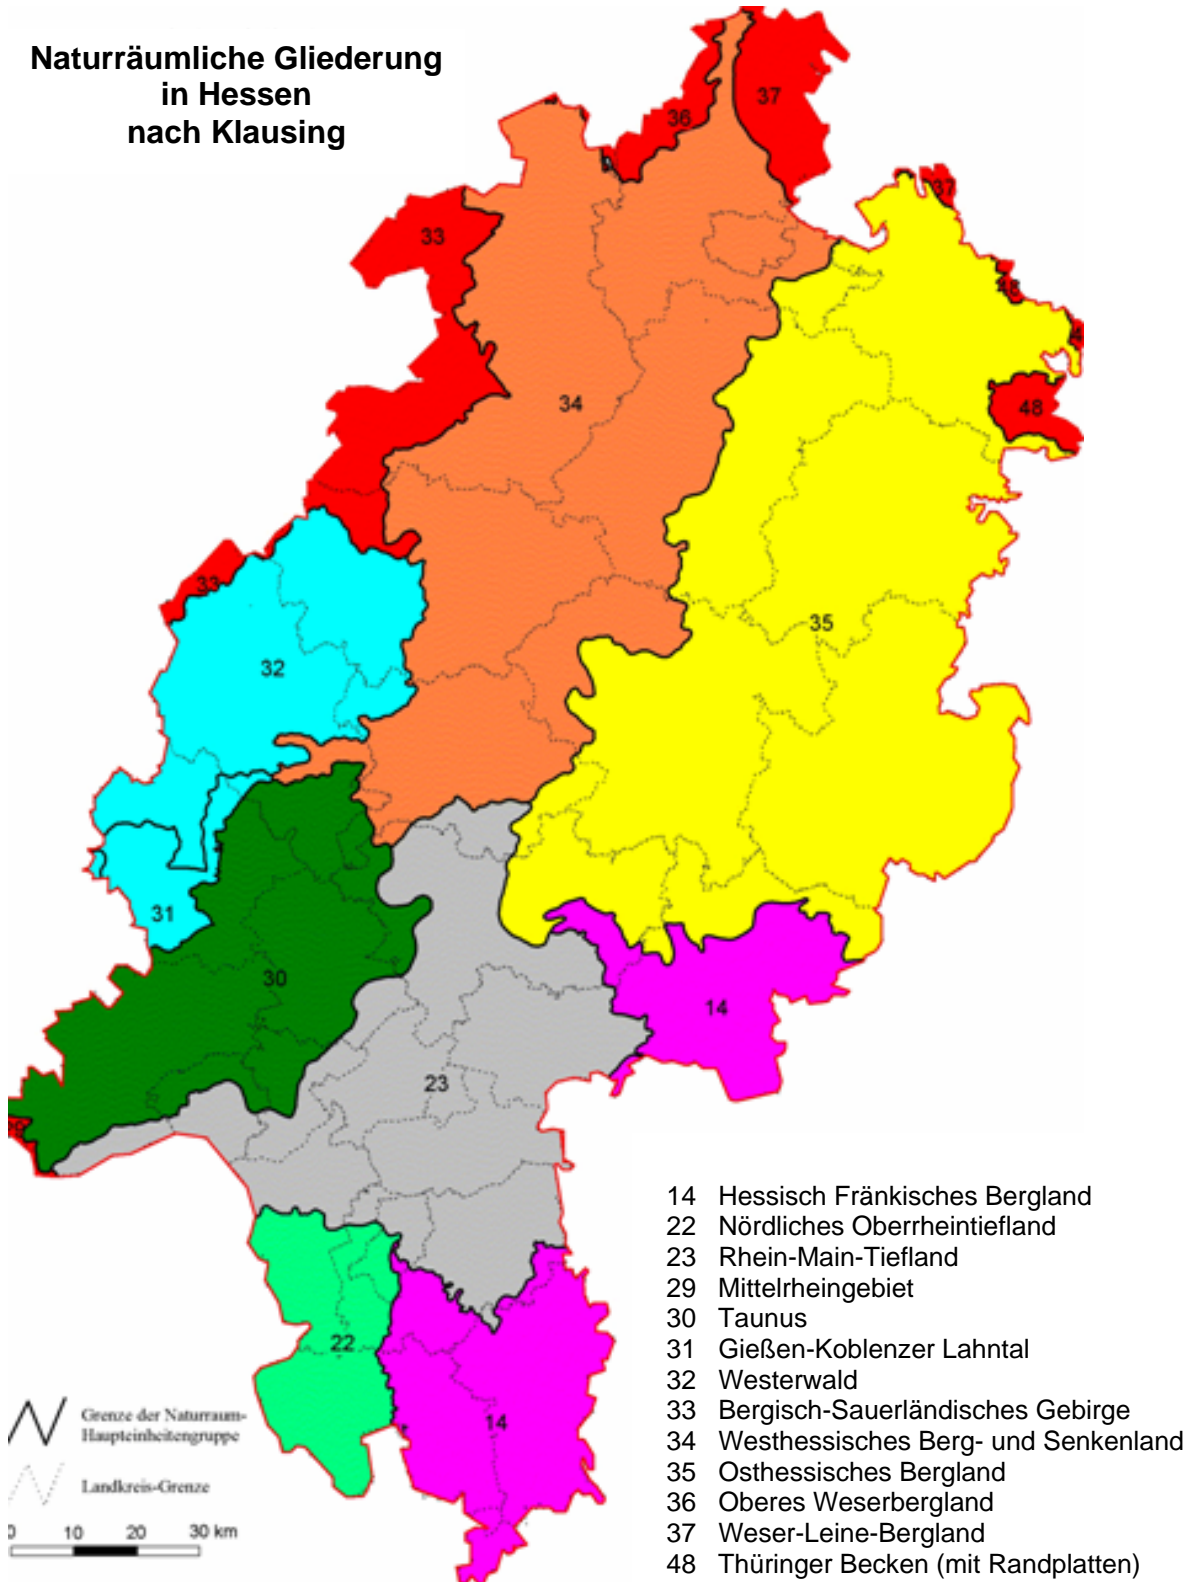 Naturräumliche Gliederung
in Hessen
nach Klausing
37
36
37
33
48
34
48
33
35
32
31
30
14
23
29
22
14
14 Hessisch Fränkisches Bergland
22 Nördliches Oberrheintiefland
23 Rhein-Main-Tiefland
29 Mittelrheingebiet
30 Taunus
31 Gießen-Koblenzer Lahntal
32 Westerwald
33 Bergisch-Sauerländisches Gebirge
34 Westhessisches Berg- und Senkenland
35 Osthessisches Bergland
36 Oberes Weserbergland
37 Weser-Leine-Bergland
48 Thüringer Becken (mit Randplatten)
Grenze der Naturraum-
Haupteinheitengruppe
Landkreis-Grenze
0 10 20 30 km